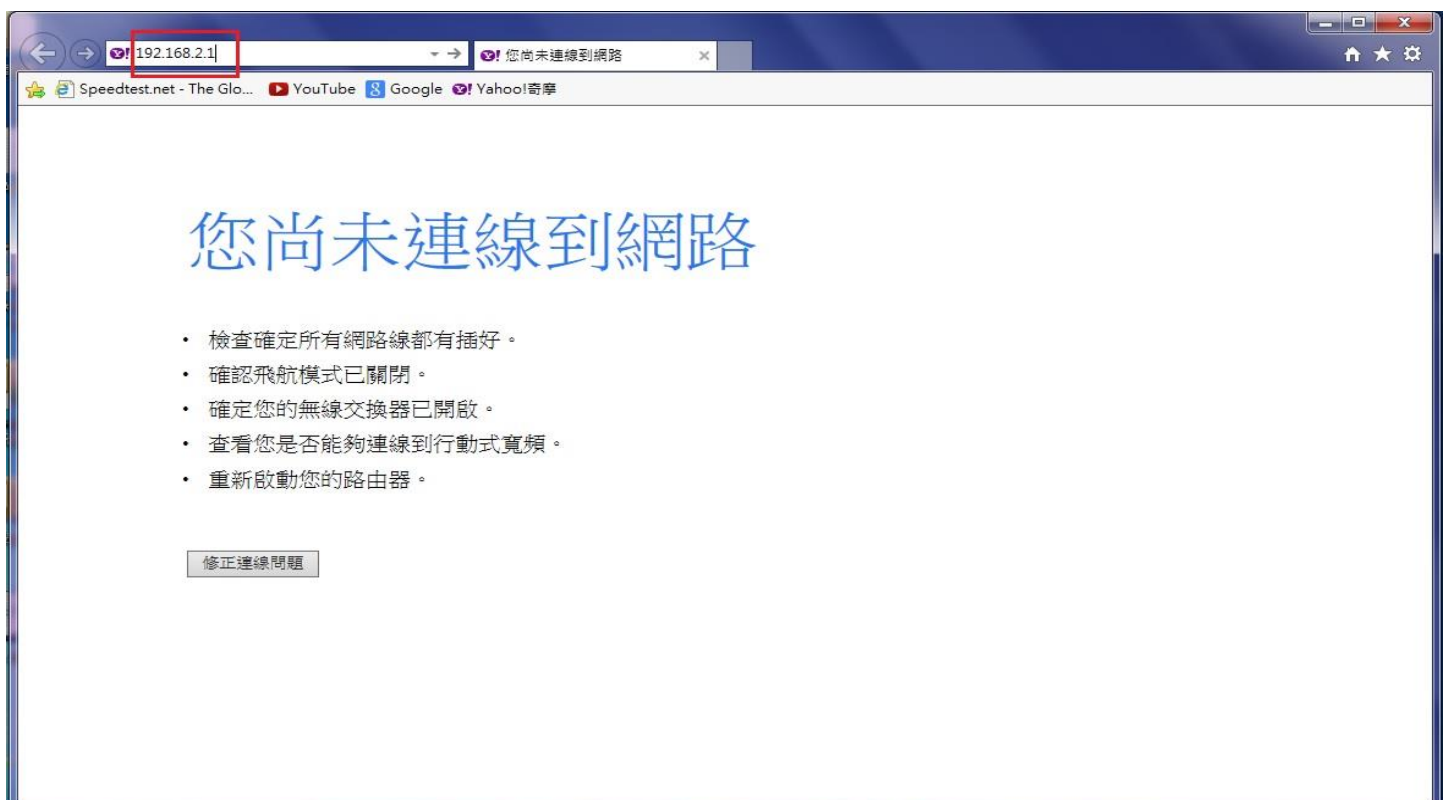 192.168.2.1
您尚未連線到網路
Speedtest.net - The Glo...
YouTube
Google
Yahoo!奇摩
您尚未連線到網路
• 檢查確定所有網路線都有插好。
• 確認飛航模式已關閉。
• 確定您的無線交換器已開啟。
• 查看您是否能夠連線到行動式寬頻。
• 重新啟動您的路由器。
修正連線問題